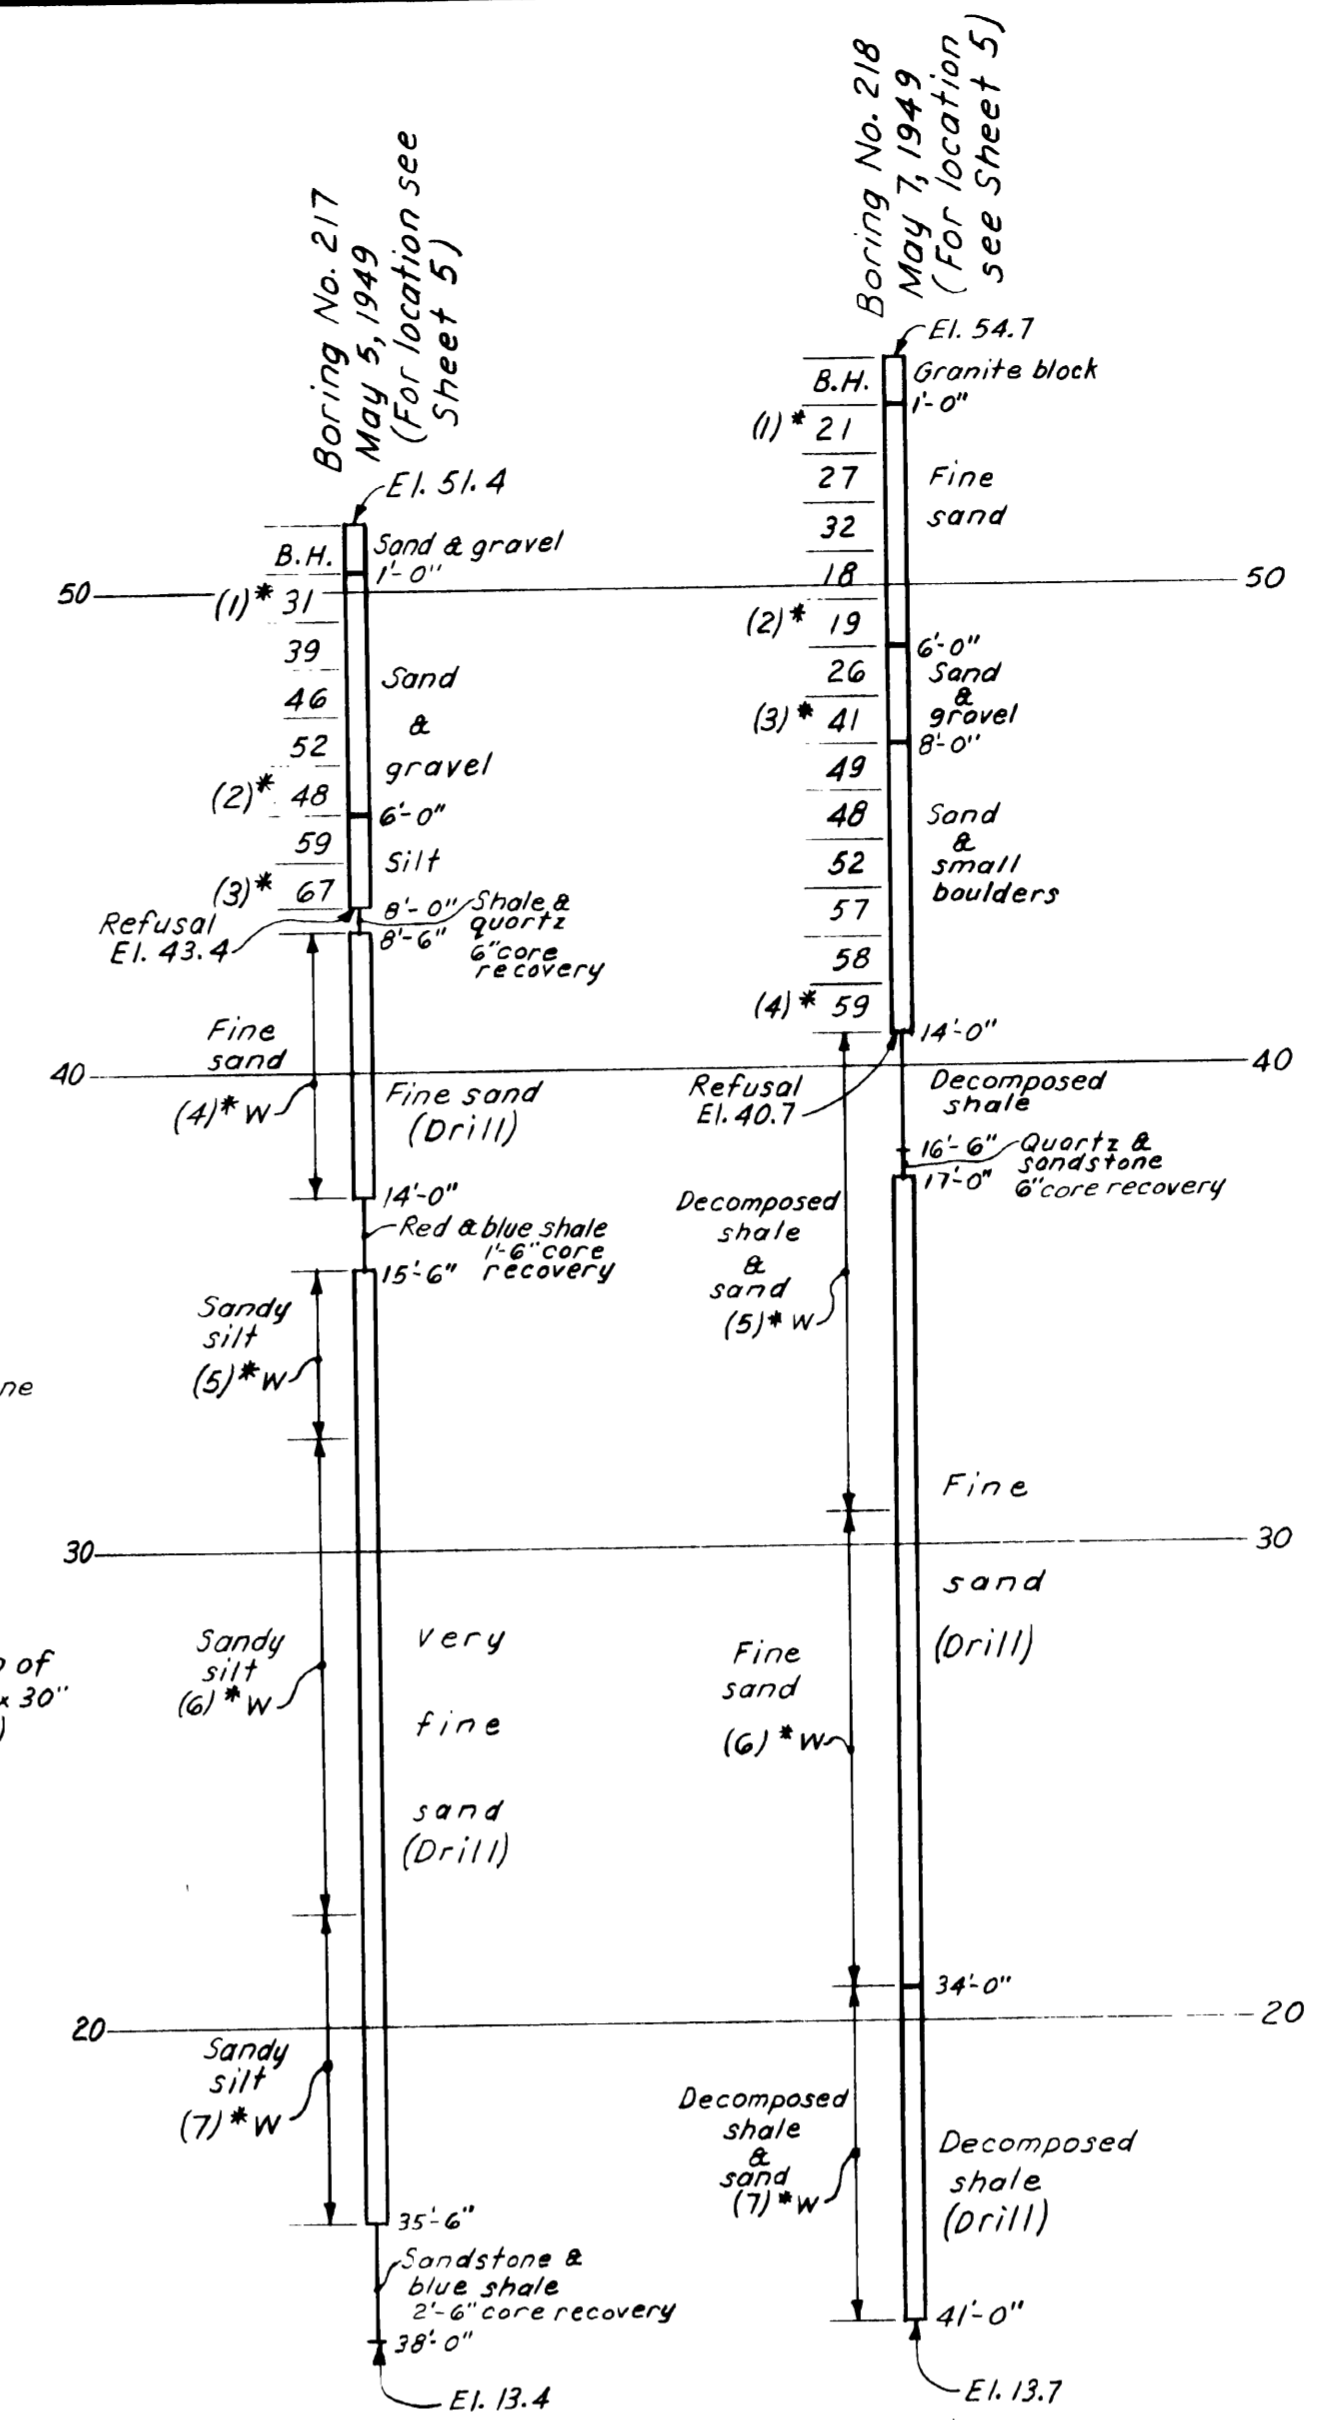 Boring No. 217
May 5, 1949
(For location see
Sheet 5)
El. 51.4
B.H.
Sand & gravel
1'-0"
50
(1)* 31
39
46
52
(2)* 48
Sand
&
gravel
6'-0"
59
(3)* 67
Silt
8'-0"
8'-6"
Shale &
quartz
6" core
recovery
Refusal
El. 43.4
Fine
sand
(4)* W
40
Fine sand
(Drill)
14'-0"
Red & blue shale
1'-6" core
recovery
15'-6"
Sandy
silt
(5)* W
30
Sandy
silt
(6)* W
Very
fine
sand
(Drill)
20
Sandy
silt
(7)* W
35'-6"
Sandstone &
blue shale
2'-6" core recovery
38'-0"
El. 13.4
Boring No. 218
May 7, 1949
(For location
see Sheet 5)
El. 54.7
B.H.
Granite block
1'-0"
(1)* 21
27
32
18
50
(2)* 19
Fine
sand
6'-0"
26
(3)* 41
Sand
&
gravel
8'-0"
49
48
52
57
58
(4)* 59
Sand
&
small
boulders
14'-0"
Refusal
El. 40.7
40
Decomposed
shale
16'-6"
17'-0"
Quartz &
sandstone
6" core recovery
Decomposed
shale
&
sand
(5)* W
Fine
30
sand
(Drill)
Fine
sand
(6)* W
34'-0"
20
Decomposed
shale
&
sand
(7)* W
Decomposed
shale
(Drill)
41'-0"
El. 13.7
ne
of
x 30"
)